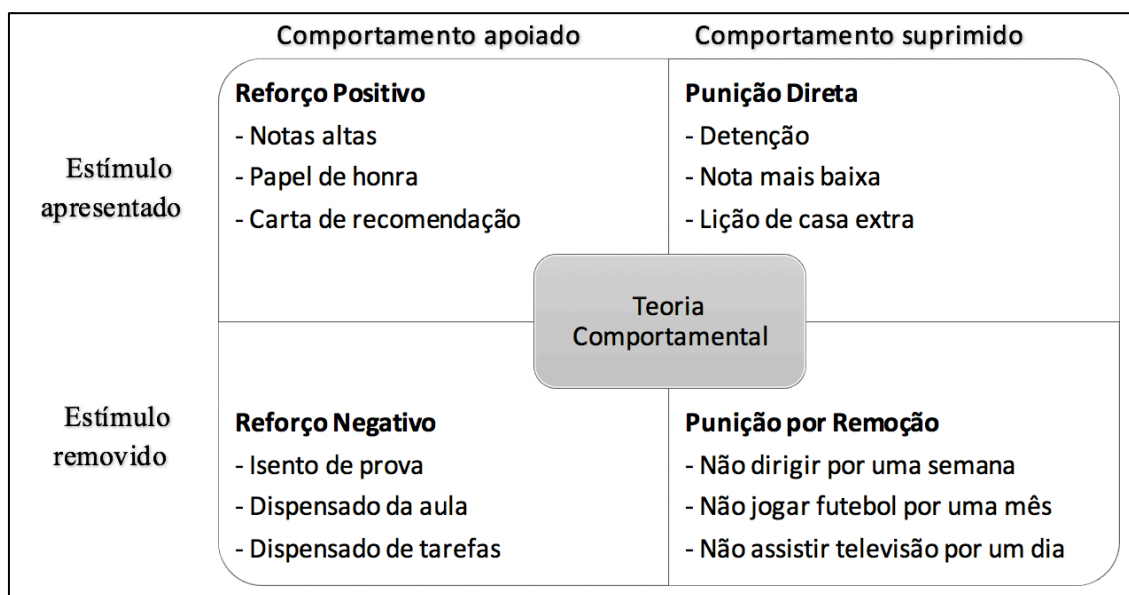 Comportamento apoiado
Comportamento suprimido
Estímulo
apresentado
Reforço Positivo
- Notas altas
- Papel de honra
- Carta de recomendação
Punição Direta
- Detenção
- Nota mais baixa
- Lição de casa extra
Teoria
Comportamental
Estímulo
removido
Reforço Negativo
- Isento de prova
- Dispensado da aula
- Dispensado de tarefas
Punição por Remoção
- Não dirigir por uma semana
- Não jogar futebol por uma mês
- Não assistir televisão por um dia